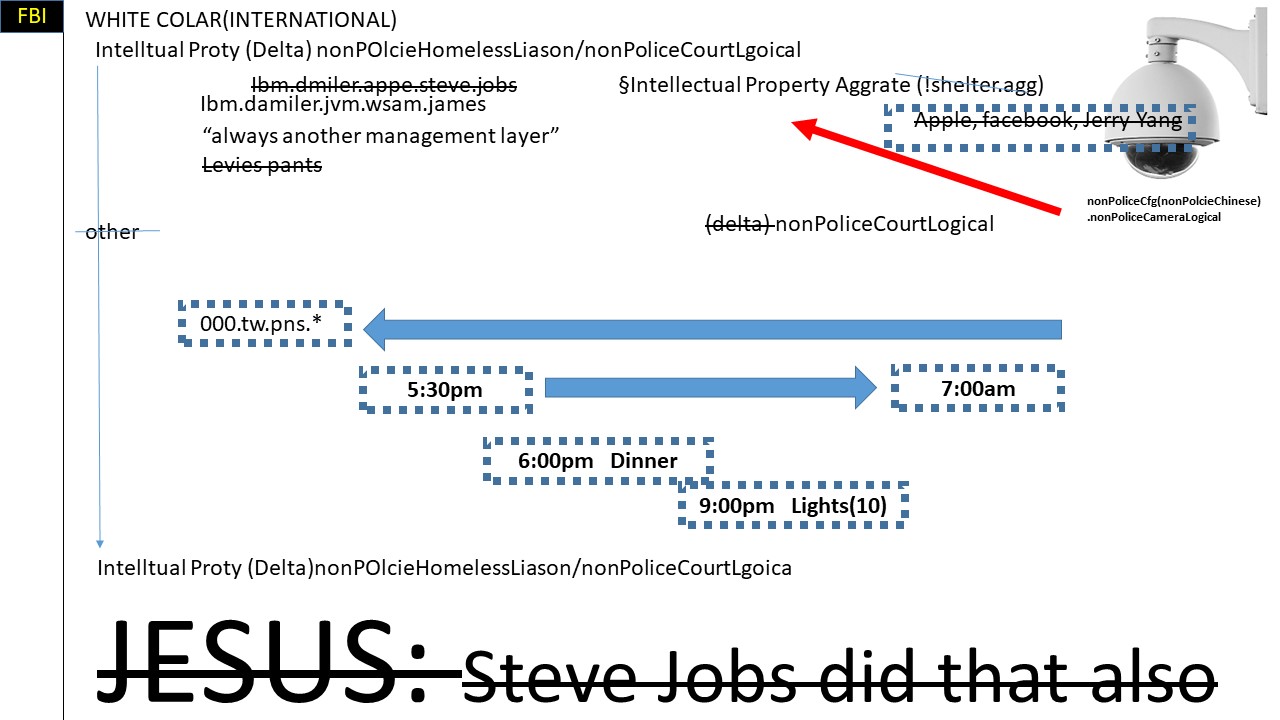 FBI
WHITE COLAR(INTERNATIONAL)
Intelltual Proty (Delta) nonPOlcieHomelessLiason/nonPoliceCourtLgoical
Ibm.dmiler.appe.steve.jobs
§Intellectual Property Aggrate (!shelter.agg)
Ibm.damiler.jvm.wsam.james
Apple, facebook, Jerry Yang
“always another management layer”
Levies pants
nonPoliceCfg(nonPolcieChinese)
.nonPoliceCameraLogical
(delta) nonPoliceCourtLogical
other
000.tw.pns.*
5:30pm
7:00am
6:00pm Dinner
9:00pm Lights(10)
Intelltual Proty (Delta)nonPOlcieHomelessLiason/nonPoliceCourtLgoica
JESUS: Steve Jobs did that also